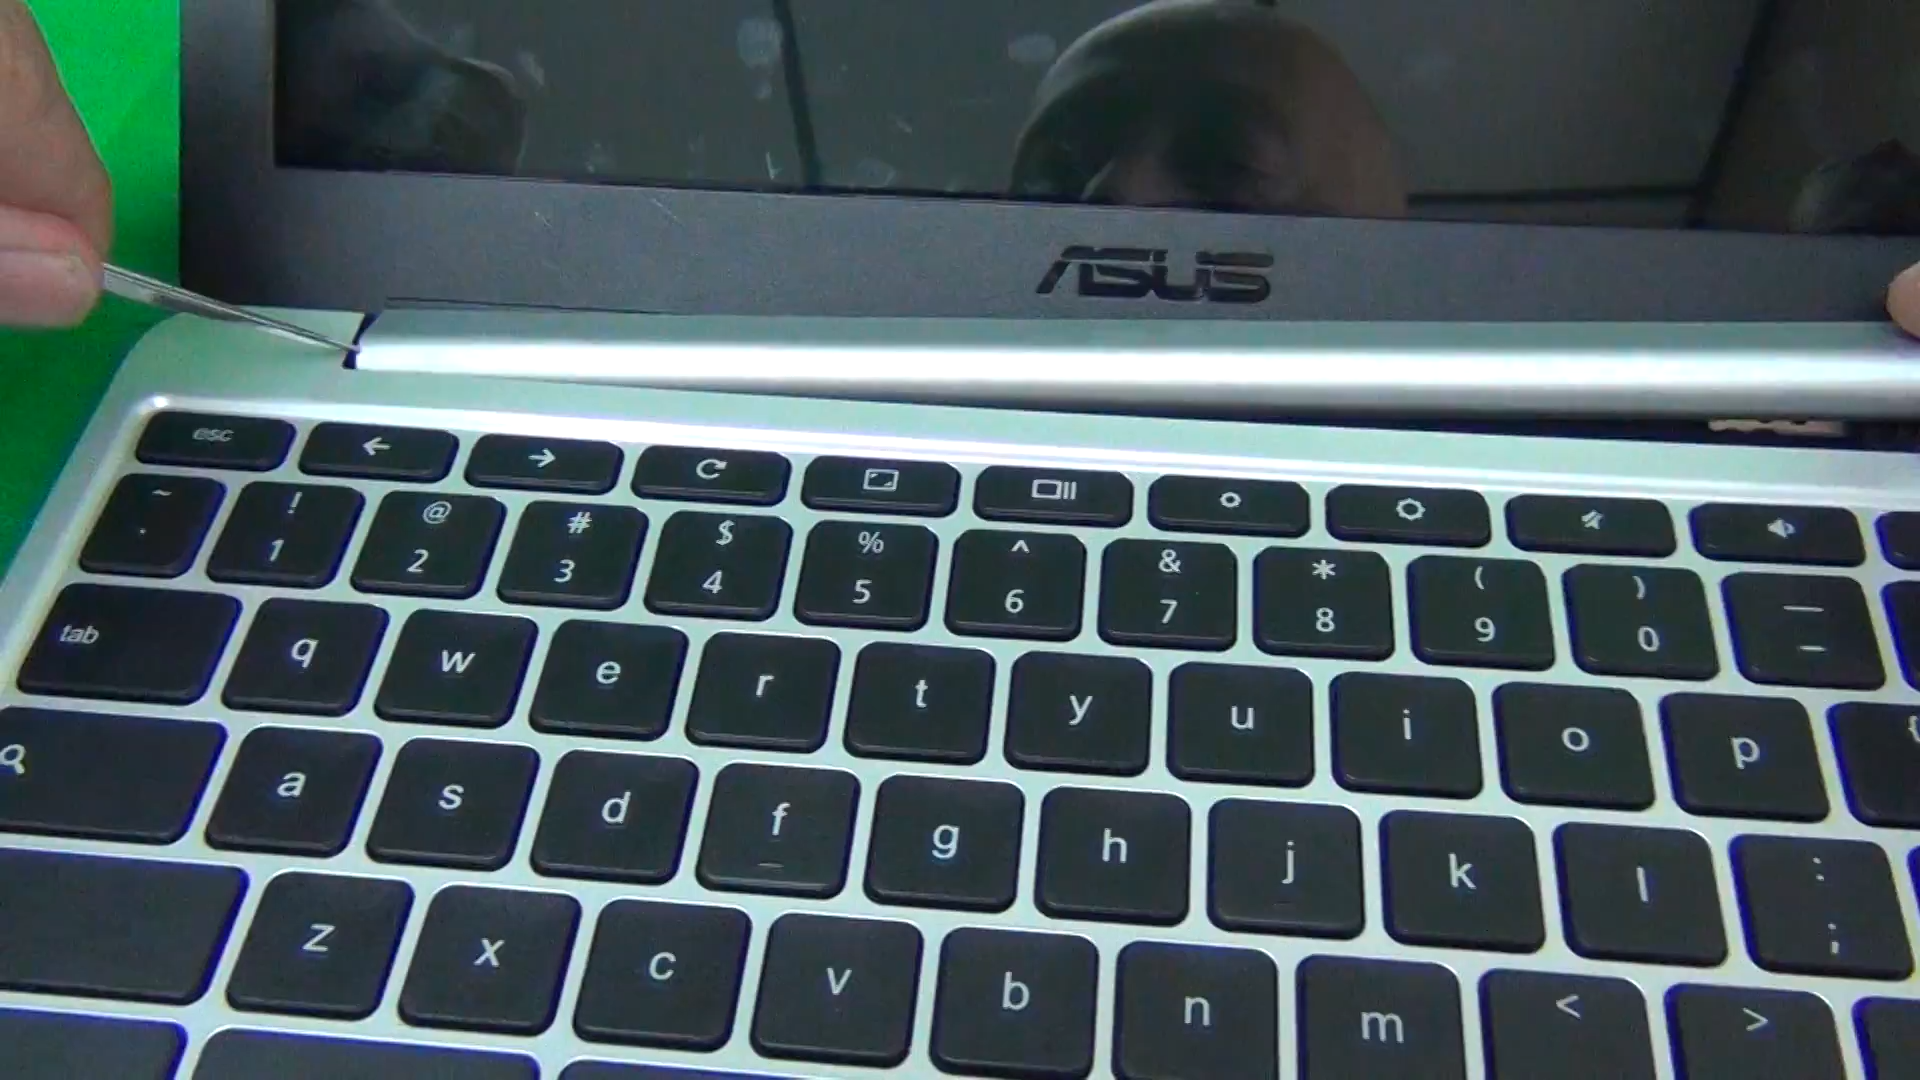 ASUS
esc
~ ! @ # $ % ^ & * ( ) —
1 2 3 4 5 6 7 8 9 0 -
tab q w e r t y u i o p {
a s d f g h j k l :
;
z x c v b n m < >